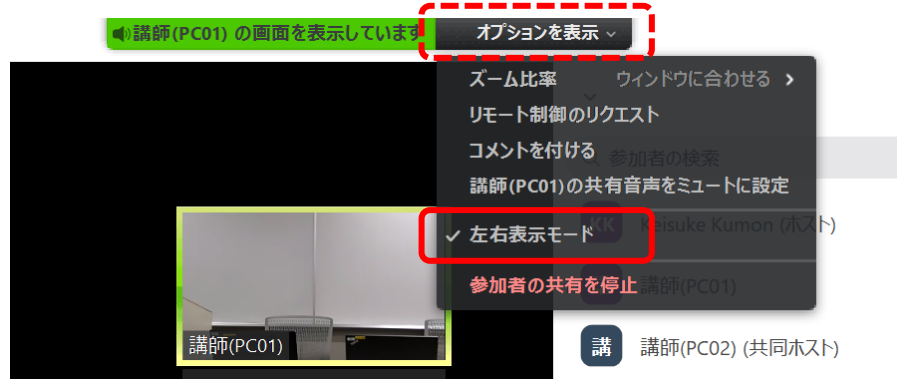 講師(PC01) の画面を表示しています
オプションを表示
ズーム比率 ウィンドウに合わせる
リモート制御のリクエスト
コメントを付ける
参加者の検索
講師(PC01)の共有音声をミュートに設定
左右表示モード
KK Keisuke Kumon (ホスト)
参加者の共有を停止
講師(PC01)
講師(PC01)
講 講師(PC02) (共同ホスト)